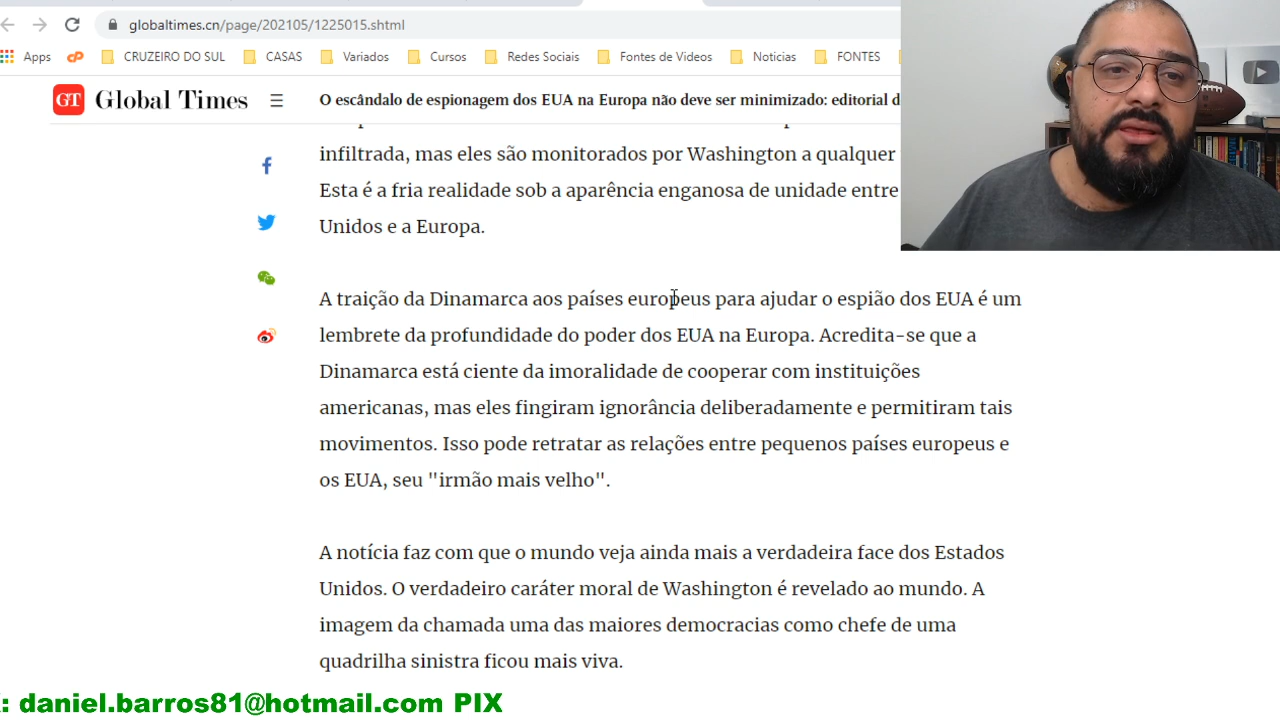 globaltimes.cn/page/202105/1225015.shtml
Apps CRUZEIRO DO SUL CASAS Variados Cursos Redes Sociais Fontes de Videos Noticias FONTES
GT Global Times O escândalo de espionagem dos EUA na Europa não deve ser minimizado: editorial d
infiltrada, mas eles são monitorados por Washington a qualquer
Esta é a fria realidade sob a aparência enganosa de unidade entre
Unidos e a Europa.
A traição da Dinamarca aos países europeus para ajudar o espião dos EUA é um
lembrete da profundidade do poder dos EUA na Europa. Acredita-se que a
Dinamarca está ciente da imoralidade de cooperar com instituições
americanas, mas eles fingiram ignorância deliberadamente e permitiram tais
movimentos. Isso pode retratar as relações entre pequenos países europeus e
os EUA, seu "irmão mais velho".
A notícia faz com que o mundo veja ainda mais a verdadeira face dos Estados
Unidos. O verdadeiro caráter moral de Washington é revelado ao mundo. A
imagem da chamada uma das maiores democracias como chefe de uma
quadrilha sinistra ficou mais viva.
: daniel.barros81@hotmail.com PIX